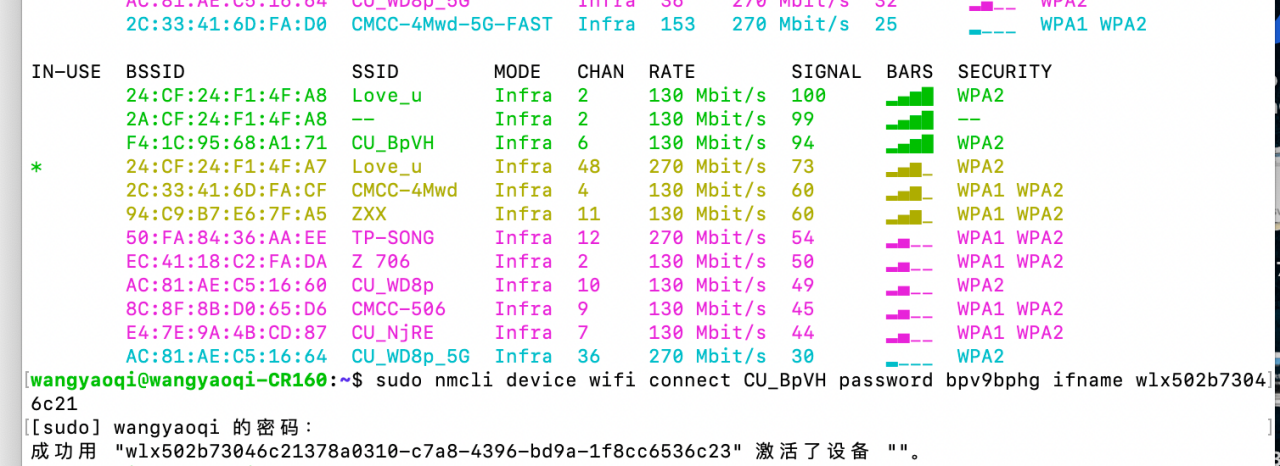 AC:81:AE:C5:16:64 CU_WD8p_5G Infra 36 270 Mbit/s 32 ▂▄__ WPA2
2C:33:41:6D:FA:D0 CMCC-4Mwd-5G-FAST Infra 153 270 Mbit/s 25 ▂___ WPA1 WPA2
IN-USE BSSID SSID MODE CHAN RATE SIGNAL BARS SECURITY
24:CF:24:F1:4F:A8 Love_u Infra 2 130 Mbit/s 100 ▂▄▆█ WPA2
2A:CF:24:F1:4F:A8 -- Infra 2 130 Mbit/s 99 ▂▄▆█ --
F4:1C:95:68:A1:71 CU_BpVH Infra 6 130 Mbit/s 94 ▂▄▆█ WPA2
* 24:CF:24:F1:4F:A7 Love_u Infra 48 270 Mbit/s 73 ▂▄▆_ WPA2
2C:33:41:6D:FA:CF CMCC-4Mwd Infra 4 130 Mbit/s 60 ▂▄▆_ WPA1 WPA2
94:C9:B7:E6:7F:A5 ZXX Infra 11 130 Mbit/s 60 ▂▄▆_ WPA1 WPA2
50:FA:84:36:AA:EE TP-SONG Infra 12 270 Mbit/s 54 ▂▄__ WPA1 WPA2
EC:41:18:C2:FA:DA Z 706 Infra 2 130 Mbit/s 50 ▂▄__ WPA1 WPA2
AC:81:AE:C5:16:60 CU_WD8p Infra 10 130 Mbit/s 49 ▂▄__ WPA2
8C:8F:8B:D0:65:D6 CMCC-506 Infra 9 130 Mbit/s 45 ▂▄__ WPA1 WPA2
E4:7E:9A:4B:CD:87 CU_NjRE Infra 7 130 Mbit/s 44 ▂▄__ WPA1 WPA2
AC:81:AE:C5:16:64 CU_WD8p_5G Infra 36 270 Mbit/s 30 ▂___ WPA2
[wangyaoqi@wangyaoqi-CR160:~$ sudo nmcli device wifi connect CU_BpVH password bpv9bphg ifname wlx502b7304]
6c21
[[sudo] wangyaoqi 的密码： ]
成功用 "wlx502b73046c21378a0310-c7a8-4396-bd9a-1f8cc6536c23" 激活了设备 ""。